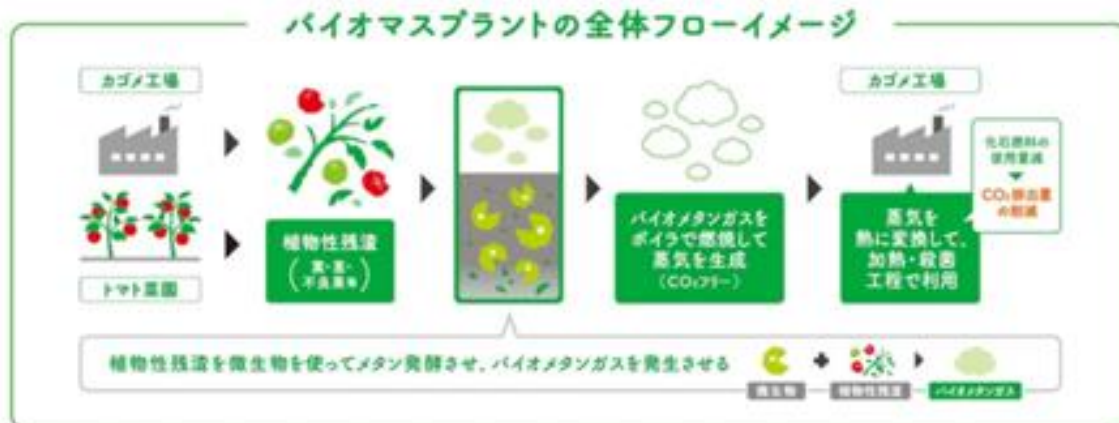 バイオマスプラントの全体フローイメージ
カゴメ工場
トマト菜園
植物性残渣
(葉・茎・
不良果等)
バイオメタンガスを
ボイラで燃焼して
蒸気を生成
(CO₂フリー)
カゴメ工場
蒸気を
熱に変換して、
加熱・殺菌
工程で利用
化石燃料の
使用量減
CO₂排出量
の削減
植物性残渣を微生物を使ってメタン発酵させ、バイオメタンガスを発生させる
微生物
植物性残渣
バイオメタンガス